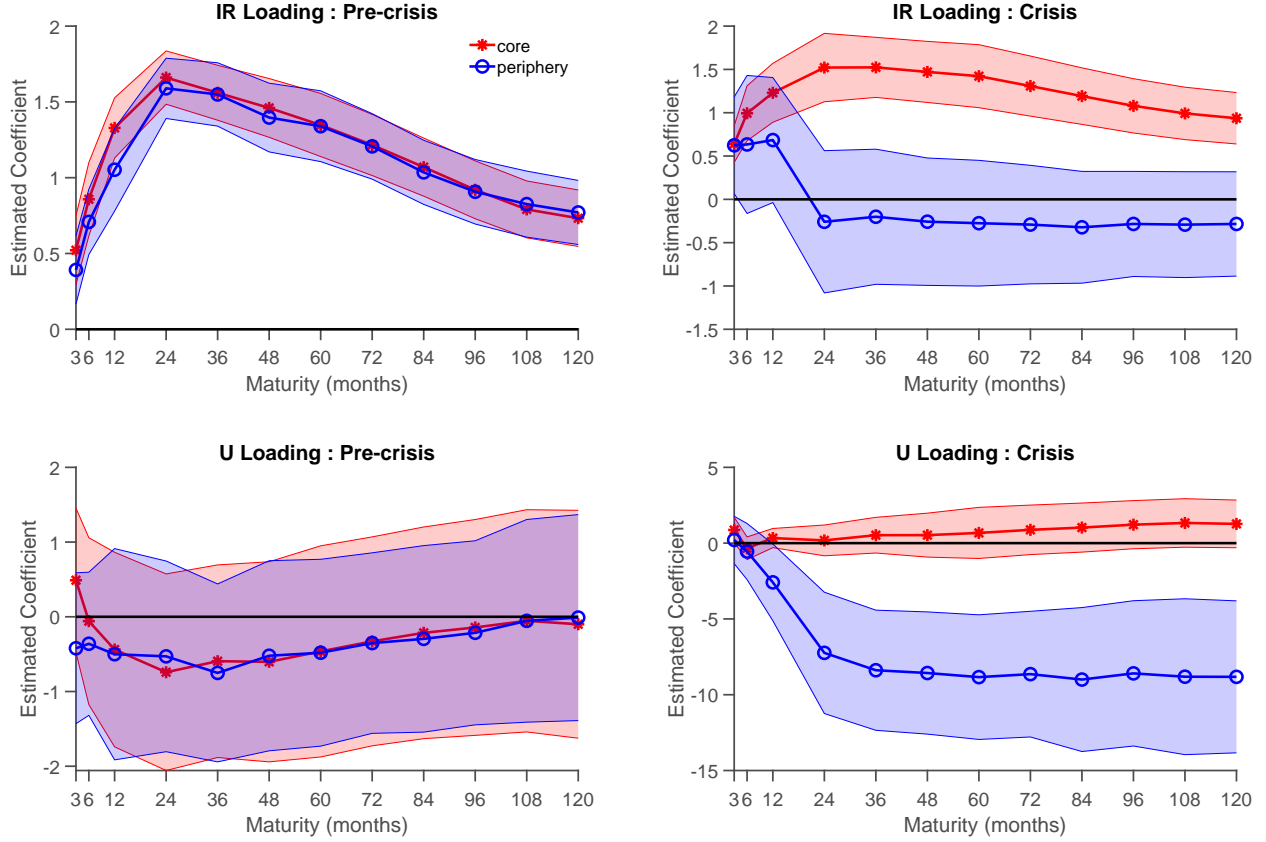 IR Loading : Pre-crisis
2
1.5
1
0.5
0
Estimated Coefficient
core
periphery
3 6 12 24 36 48 60 72 84 96 108 120
Maturity (months)
IR Loading : Crisis
2
1.5
1
0.5
0
-0.5
-1
-1.5
Estimated Coefficient
3 6 12 24 36 48 60 72 84 96 108 120
Maturity (months)
U Loading : Pre-crisis
2
1
0
-1
-2
Estimated Coefficient
3 6 12 24 36 48 60 72 84 96 108 120
Maturity (months)
U Loading : Crisis
5
0
-5
-10
-15
Estimated Coefficient
3 6 12 24 36 48 60 72 84 96 108 120
Maturity (months)